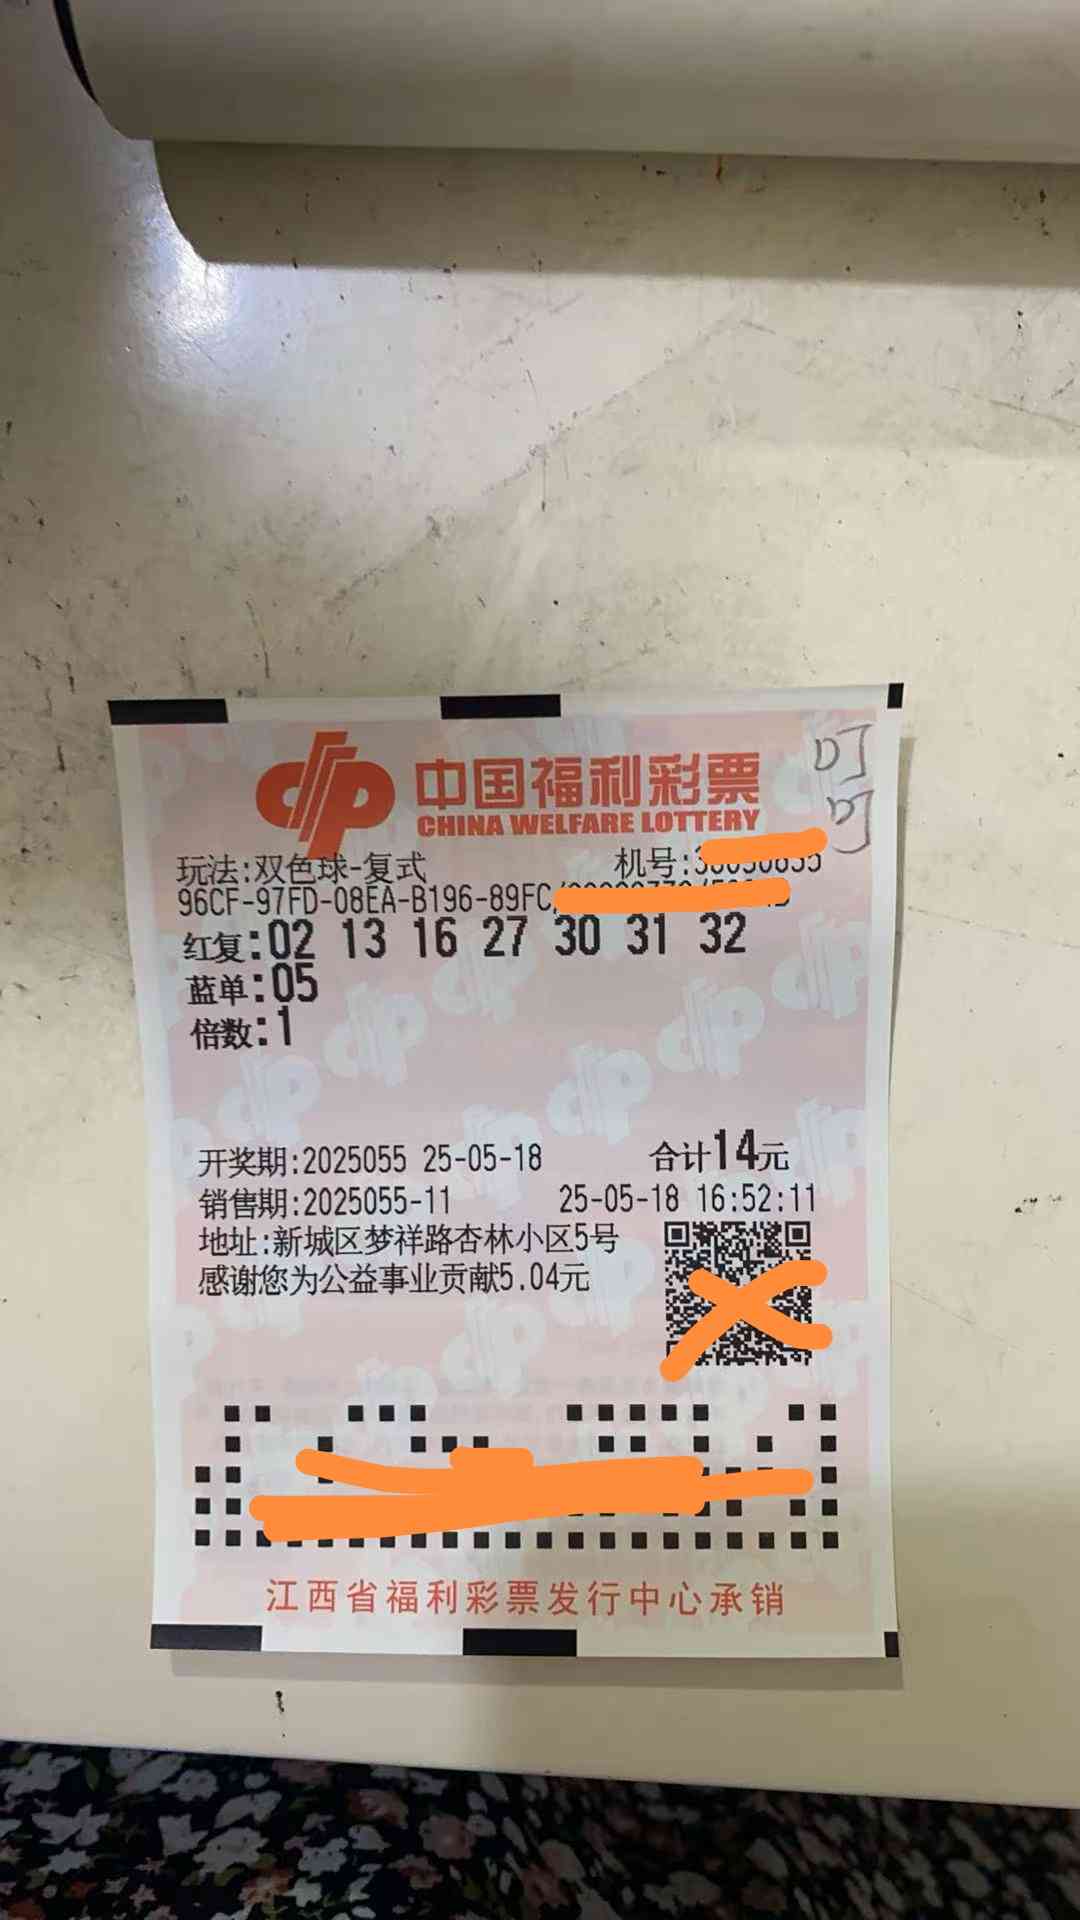 中国福利彩票
CHINA WELFARE LOTTERY
叮
叮
玩法:双色球-复式 机号:
96CF-97FD-08EA-B196-89FC/
红复:02 13 16 27 30 31 32
蓝单:05
倍数:1
开奖期:2025055 25-05-18 合计14元
销售期:2025055-11 25-05-18 16:52:11
地址:新城区梦祥路杏林小区5号
感谢您为公益事业贡献5.04元
江西省福利彩票发行中心承销